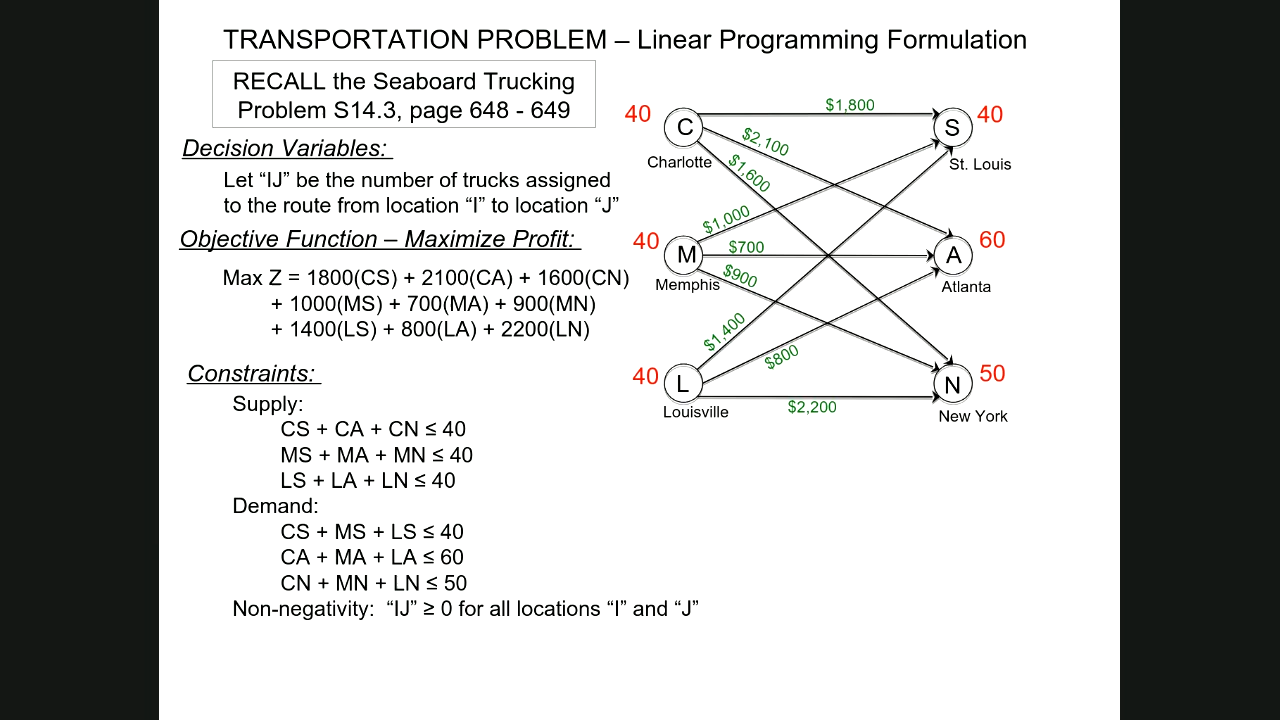 TRANSPORTATION PROBLEM – Linear Programming Formulation
RECALL the Seaboard Trucking
Problem S14.3, page 648 - 649
Decision Variables:
Let “IJ” be the number of trucks assigned
to the route from location “I” to location “J”
Objective Function – Maximize Profit:
Max Z = 1800(CS) + 2100(CA) + 1600(CN)
+ 1000(MS) + 700(MA) + 900(MN)
+ 1400(LS) + 800(LA) + 2200(LN)
Constraints:
Supply:
CS + CA + CN ≤ 40
MS + MA + MN ≤ 40
LS + LA + LN ≤ 40
Demand:
CS + MS + LS ≤ 40
CA + MA + LA ≤ 60
CN + MN + LN ≤ 50
Non-negativity: “IJ” ≥ 0 for all locations “I” and “J”
40
C
Charlotte
$1,800
$2,100
$1,600
S
40
St. Louis
40
M
Memphis
$1,000
$700
$900
A
60
Atlanta
40
L
Louisville
$1,400
$800
$2,200
N
50
New York